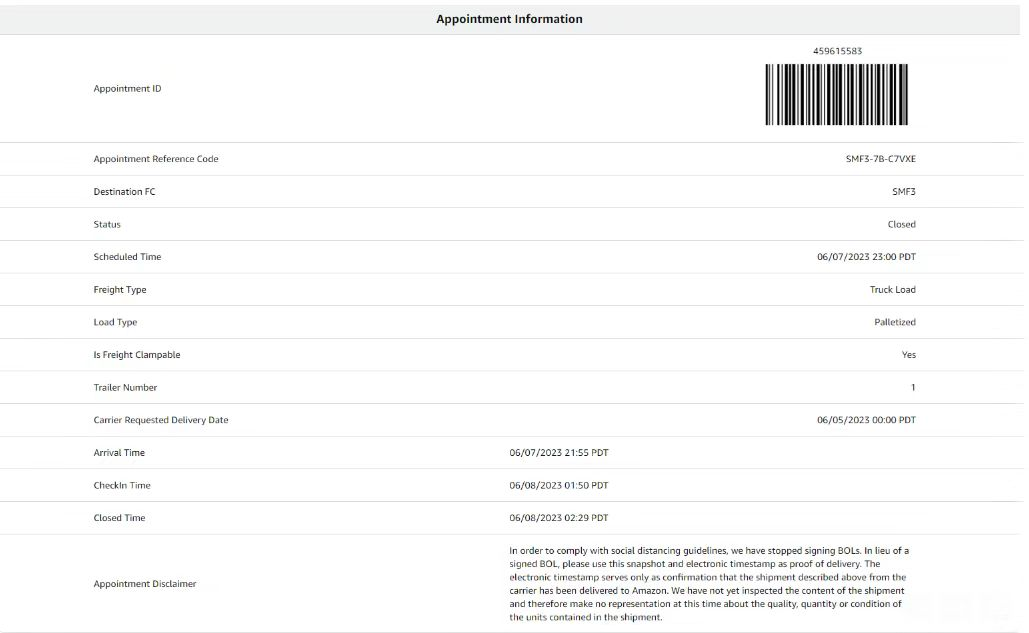 Appointment Information
459615583
Appointment ID
Appointment Reference Code SMF3-7B-C7VXE
Destination FC SMF3
Status Closed
Scheduled Time 06/07/2023 23:00 PDT
Freight Type Truck Load
Load Type Palletized
Is Freight Clampable Yes
Trailer Number 1
Carrier Requested Delivery Date 06/05/2023 00:00 PDT
Arrival Time 06/07/2023 21:55 PDT
CheckIn Time 06/08/2023 01:50 PDT
Closed Time 06/08/2023 02:29 PDT
Appointment Disclaimer
In order to comply with social distancing guidelines, we have stopped signing BOLs. In lieu of a
signed BOL, please use this snapshot and electronic timestamp as proof of delivery. The
electronic timestamp serves only as confirmation that the shipment described above from the
carrier has been delivered to Amazon. We have not yet inspected the content of the shipment
and therefore make no representation at this time about the quality, quantity or condition of
the units contained in the shipment.